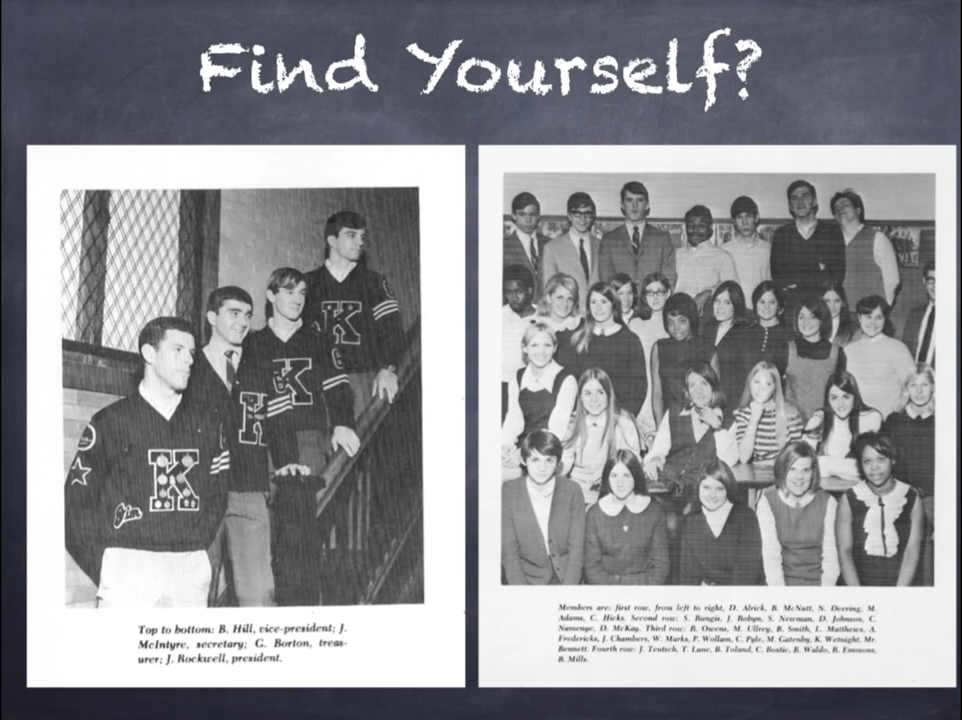 Find Yourself?
K
K
K
K
Jim
Top to bottom: B. Hill, vice-president; J.
McIntyre, secretary; G. Borton, treas-
urer; J. Rockwell, president.
Members are: first row, from left to right, D. Alrick, B. McNutt, N. Deering, M.
Adams, C. Hicks. Second row: S. Rungis, J. Robyn, S. Newman, D. Johnson, C.
Namenye, D. McKay. Third row: B. Owens, M. Ullrey, B. Smith, L. Matthews, A.
Fredericks, J. Chambers, W. Marks, P. Wollam, C. Pyle, M. Gatenby, K. Wetnight, Mr.
Bennett. Fourth row: J. Teutsch, T. Lane, B. Toland, C. Bostic, B. Waldo, R. Emmons,
B. Mills.